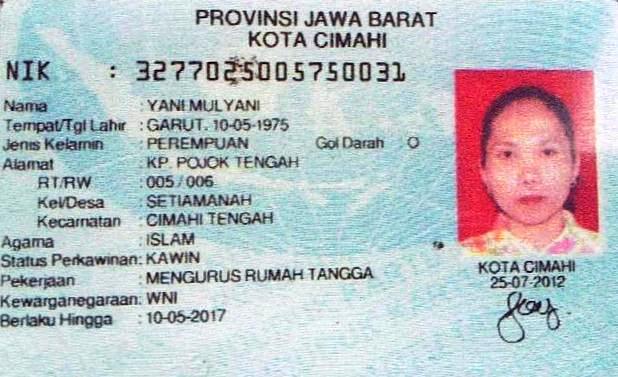 PROVINSI JAWA BARAT
KOTA CIMAHI
NIK : 3277025005750031
Nama : YANI MULYANI
Tempat/Tgl Lahir : GARUT, 10-05-1975
Jenis Kelamin : PEREMPUAN Gol Darah O
Alamat : KP. POJOK TENGAH
RT/RW : 005 / 006
Kel/Desa : SETIAMANAH
Kecamatan : CIMAHI TENGAH
Agama : ISLAM
Status Perkawinan: KAWIN
Pekerjaan : MENGURUS RUMAH TANGGA
Kewarganegaraan: WNI
Berlaku Hingga : 10-05-2017
KOTA CIMAHI
25-07-2012